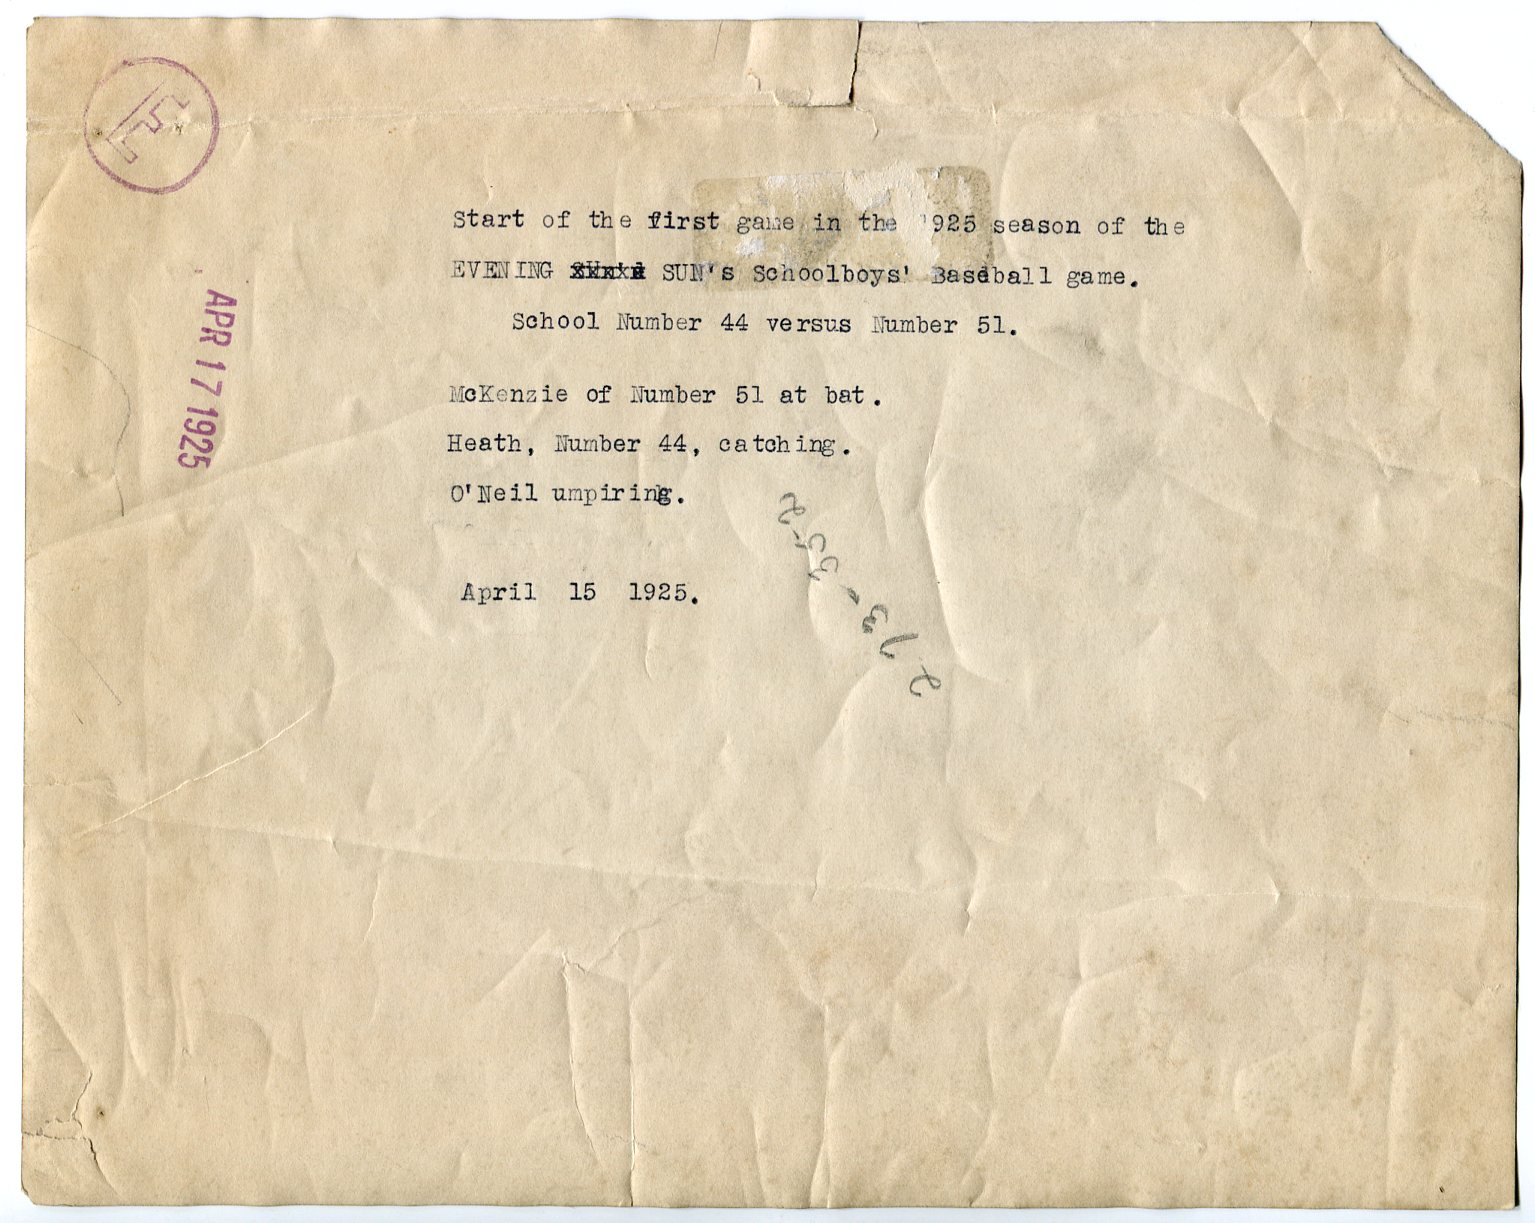 F
APR 17 1925
Start of the first game in the 1925 season of the
EVENING SUN's Schoolboys' Baseball game.
School Number 44 versus Number 51.
McKenzie of Number 51 at bat.
Heath, Number 44, catching.
O'Neil umpiring.
April 15 1925.